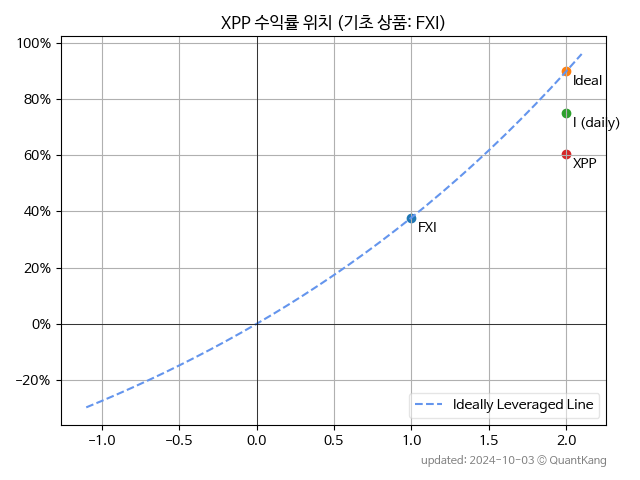 XPP 수익률 위치 (기초 상품: FXI)
100%
80%
60%
40%
20%
0%
−20%
Ideal
I (daily)
XPP
FXI
Ideally Leveraged Line
−1.0 −0.5 0.0 0.5 1.0 1.5 2.0
updated: 2024-10-03 © QuantKang